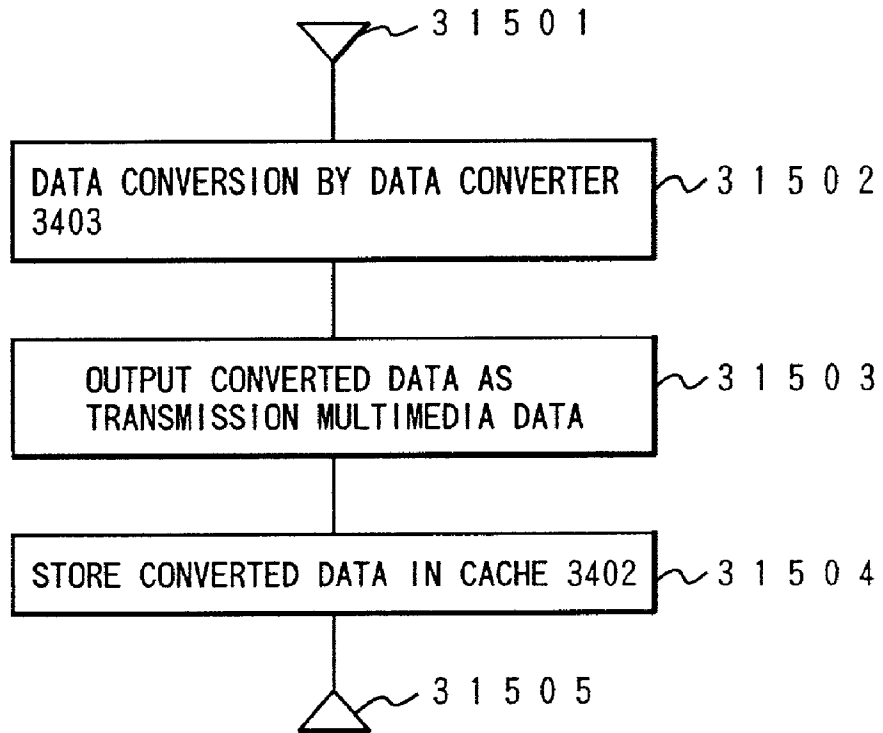 31501
DATA CONVERSION BY DATA CONVERTER
3403
31502
OUTPUT CONVERTED DATA AS
TRANSMISSION MULTIMEDIA DATA
31503
STORE CONVERTED DATA IN CACHE 3402
31504
31505